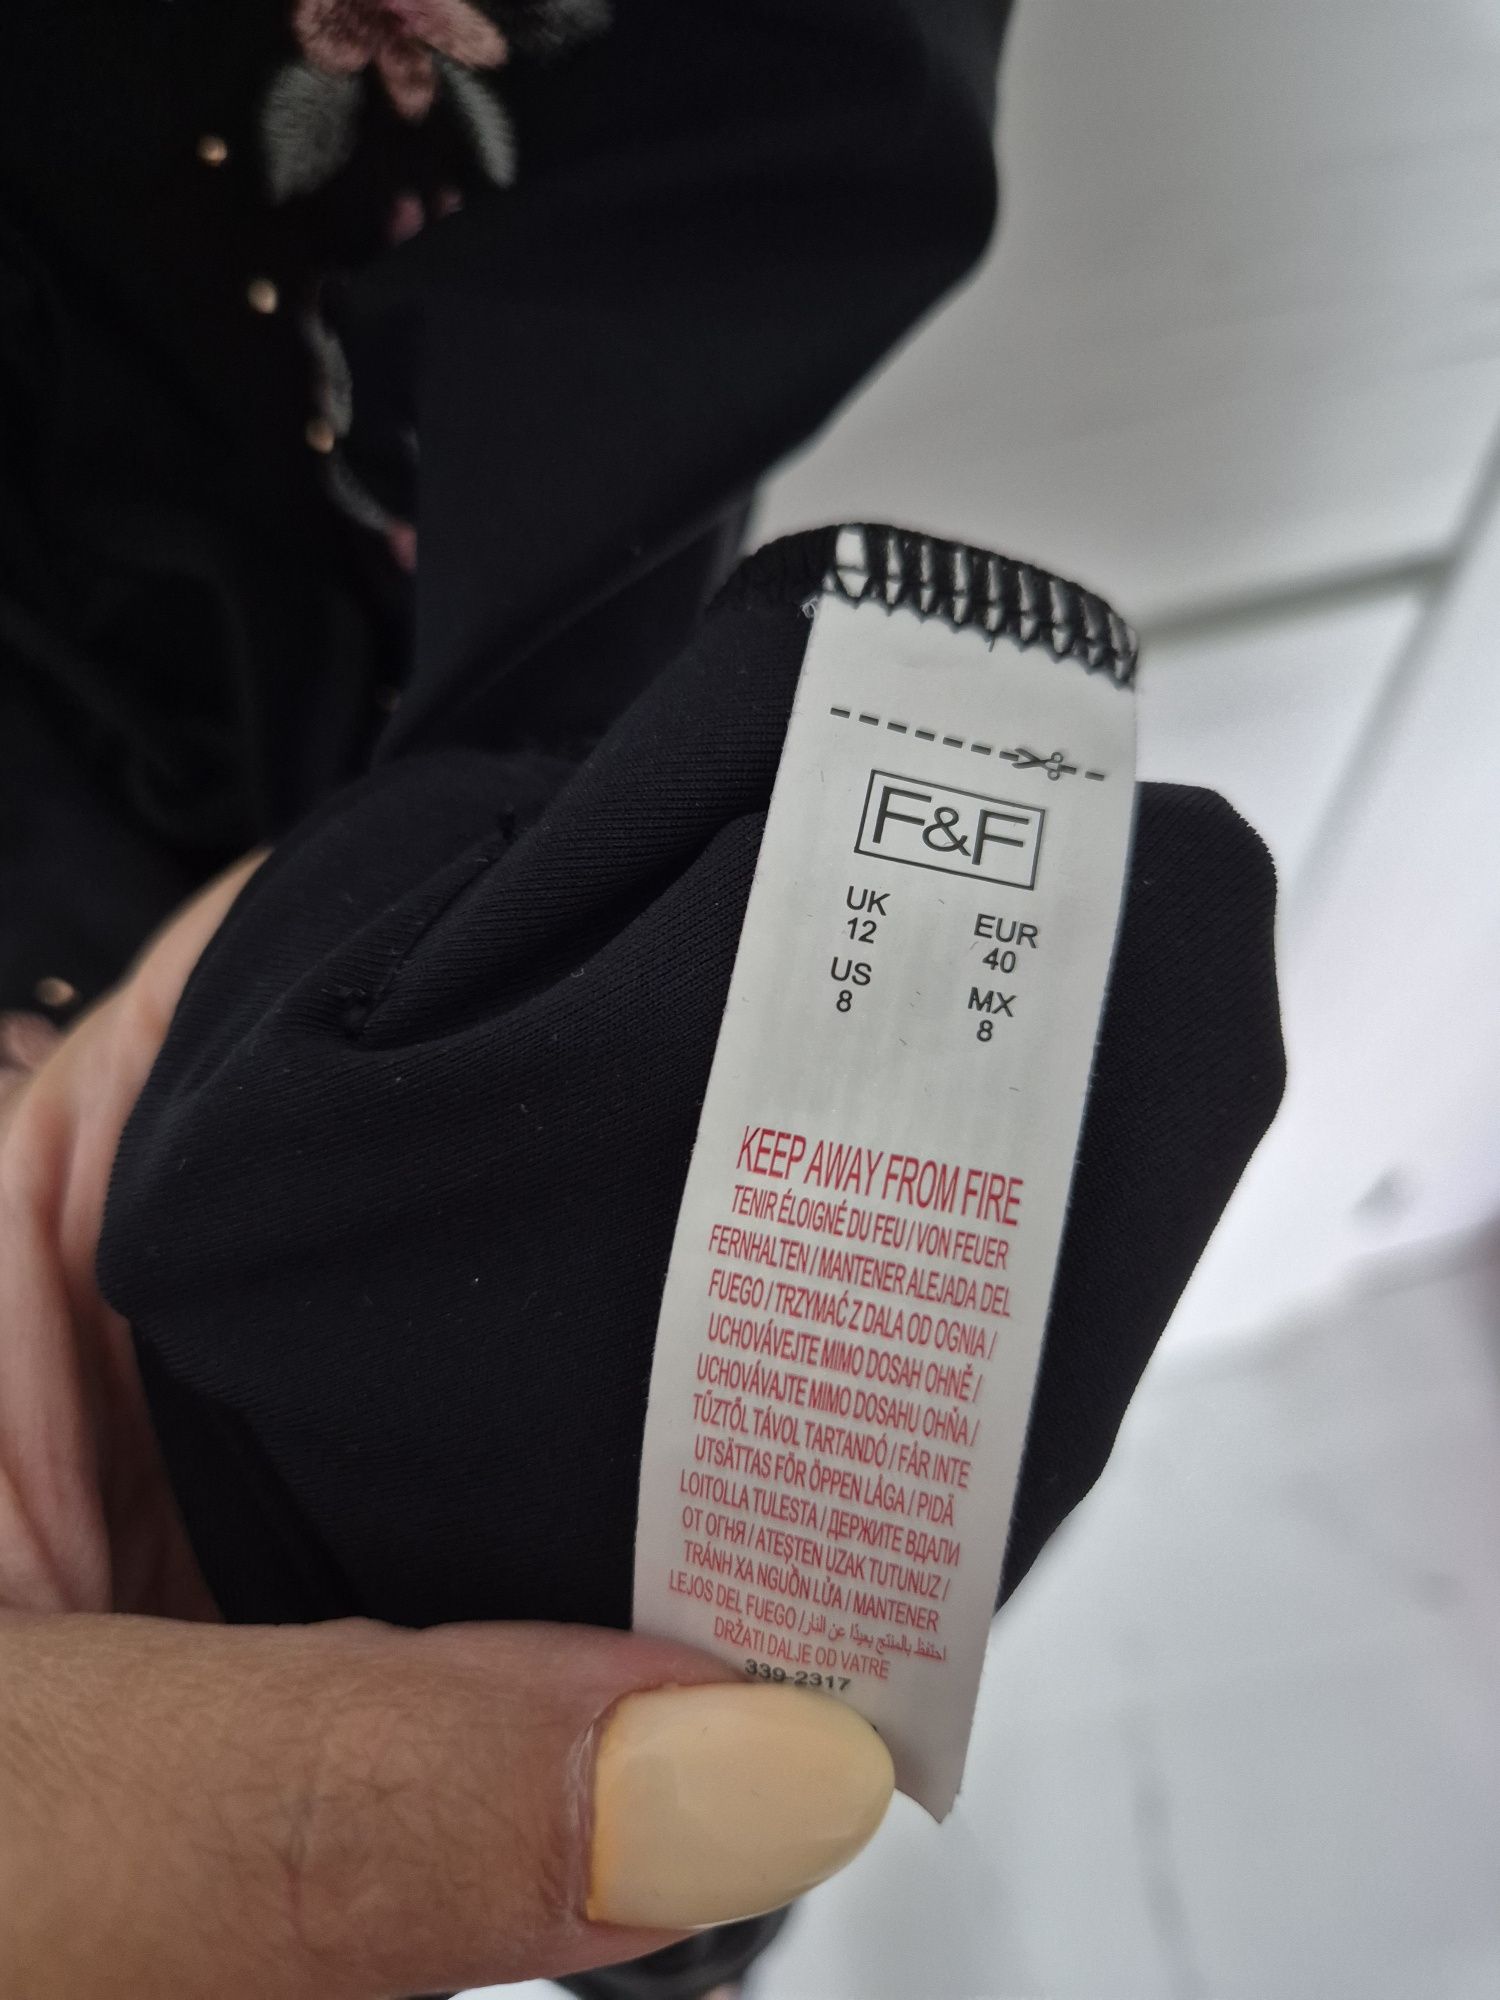 F&F
UK
12
EUR
40
US
8
MX
8
KEEP AWAY FROM FIRE
TENIR ÉLOIGNÉ DU FEU / VON FEUER
FERNHALTEN / MANTENER ALEJADA DEL
FUEGO / TRZYMAĆ Z DALA OD OGNIA /
UCHOVÁVEJTE MIMO DOSAH OHNĚ /
UCHOVÁVAJTE MIMO DOSAHU OHŇA /
TŰZTŐL TÁVOL TARTANDÓ / FÅR INTE
UTSÄTTAS FÖR ÖPPEN LÅGA / PIDÄ
LOITOLLA TULESTA / ДЕРЖИТЕ ВДАЛИ
ОТ ОГНЯ / ATEŞTEN UZAK TUTUNUZ /
TRÁNH XA NGUỒN LỬA / MANTENER
LEJOS DEL FUEGO / احتفظ بالمنتج بعيدًا عن النار/
DRŽATI DALJE OD VATRE
339-2317